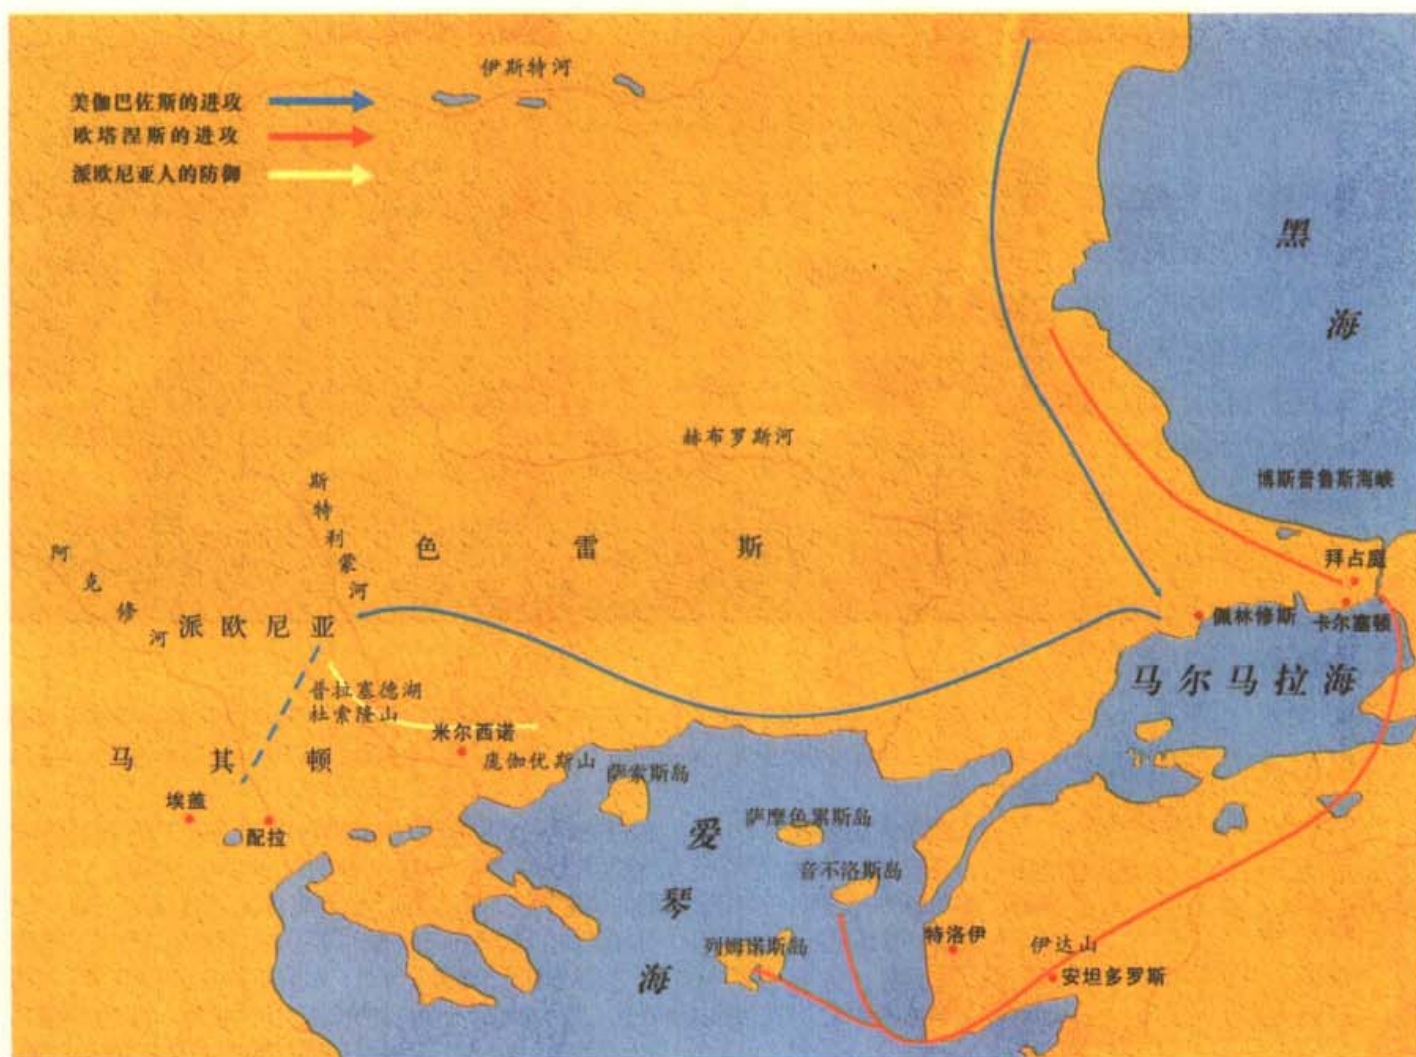 伊斯特河
美伽巴佐斯的进攻
欧塔涅斯的进攻
派欧尼亚人的防御
黑海
赫布罗斯河
博斯普鲁斯海峡
斯特利蒙河
色雷斯
阿克修河
拜占庭
派欧尼亚
佩林修斯
卡尔塞顿
马尔马拉海
普拉塞德湖
杜索隆山
米尔西诺
庞伽优斯山
马其顿
萨索斯岛
埃盖
配拉
萨摩色累斯岛
爱琴海
音不洛斯岛
列姆诺斯岛
特洛伊
伊达山
安坦多罗斯